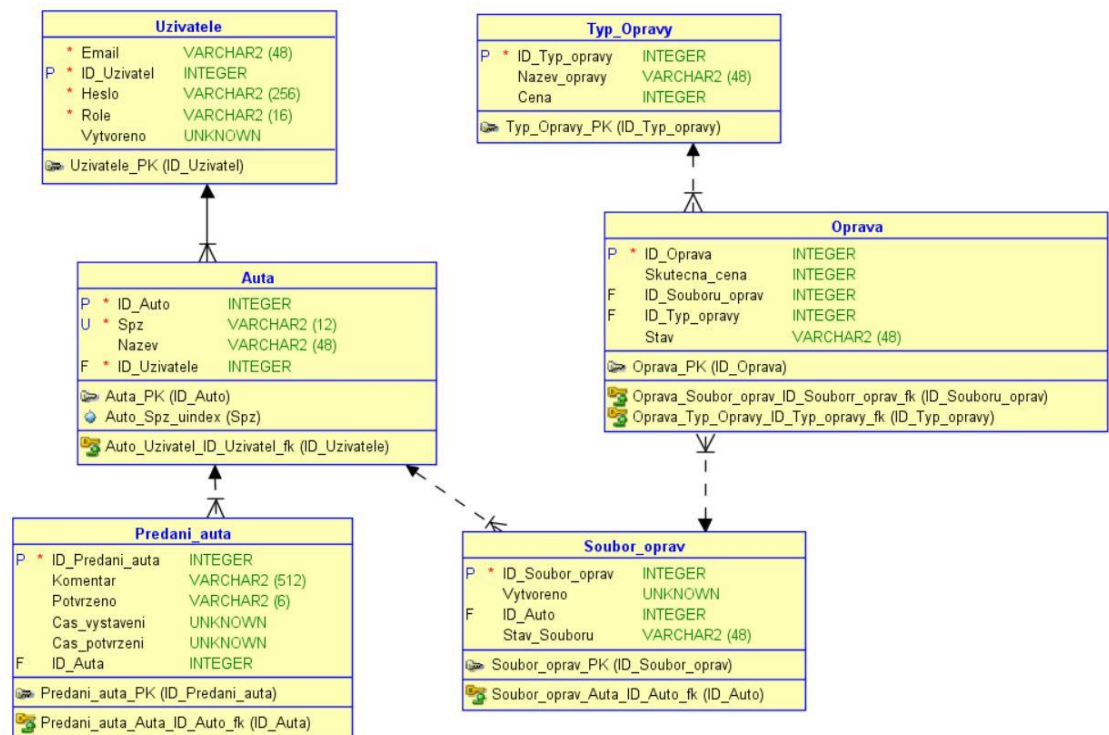 Uzivatele
* Email VARCHAR2 (48)
P * ID_Uzivatel INTEGER
* Heslo VARCHAR2 (256)
* Role VARCHAR2 (16)
Vytvoreno UNKNOWN
Uzivatele_PK (ID_Uzivatel)
Typ_Opravy
P * ID_Typ_opravy INTEGER
Nazev_opravy VARCHAR2 (48)
Cena INTEGER
Typ_Opravy_PK (ID_Typ_opravy)
Auta
P * ID_Auto INTEGER
U * Spz VARCHAR2 (12)
Nazev VARCHAR2 (48)
F * ID_Uzivatele INTEGER
Auta_PK (ID_Auto)
Auto_Spz_uindex (Spz)
Auto_Uzivatel_ID_Uzivatel_fk (ID_Uzivatele)
Oprava
P * ID_Oprava INTEGER
Skutecna_cena INTEGER
F ID_Souboru_oprav INTEGER
F ID_Typ_opravy INTEGER
Stav VARCHAR2 (48)
Oprava_PK (ID_Oprava)
Oprava_Soubor_oprav_ID_Souborr_oprav_fk (ID_Souboru_oprav)
Oprava_Typ_Opravy_ID_Typ_opravy_fk (ID_Typ_opravy)
Predani_auta
P * ID_Predani_auta INTEGER
Komentar VARCHAR2 (512)
Potvrzeno VARCHAR2 (6)
Cas_vystaveni UNKNOWN
Cas_potvrzeni UNKNOWN
F ID_Auta INTEGER
Predani_auta_PK (ID_Predani_auta)
Predani_auta_Auta_ID_Auto_fk (ID_Auta)
Soubor_oprav
P * ID_Soubor_oprav INTEGER
Vytvoreno UNKNOWN
F ID_Auto INTEGER
Stav_Souboru VARCHAR2 (48)
Soubor_oprav_PK (ID_Soubor_oprav)
Soubor_oprav_Auta_ID_Auto_fk (ID_Auto)